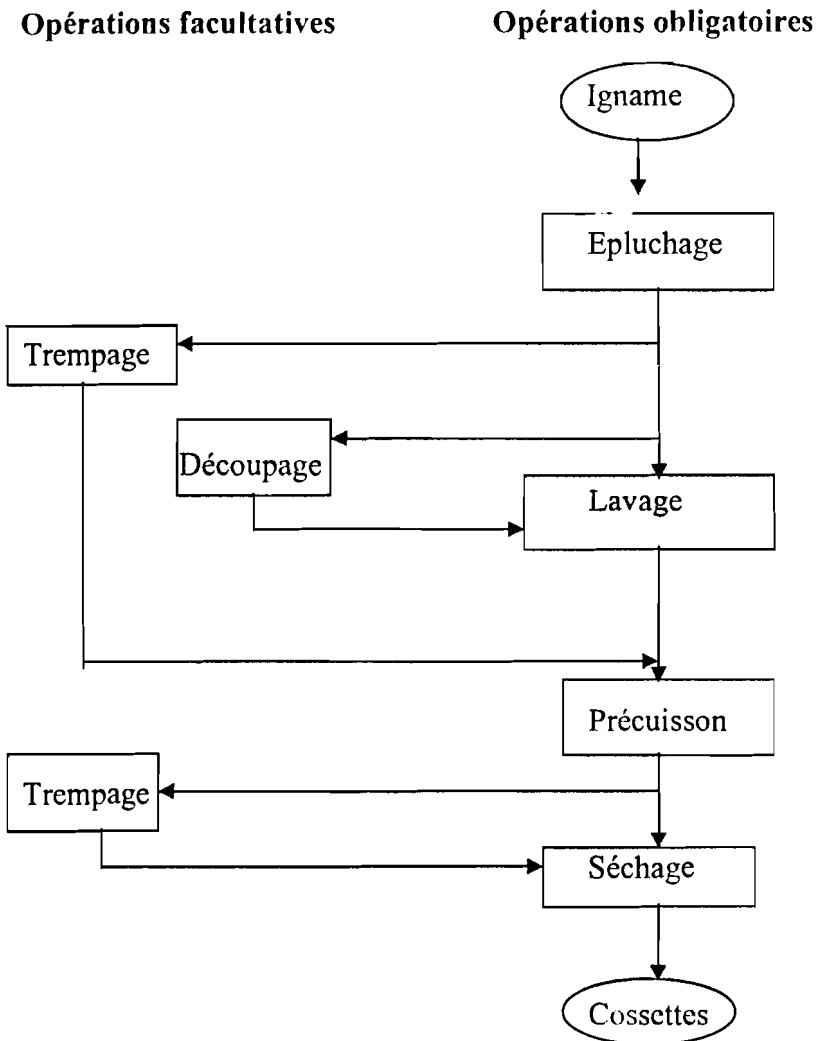 Opérations facultatives
Opérations obligatoires
Igname
Epluchage
Trempage
Découpage
Lavage
Précuisson
Trempage
Séchage
Cossettes